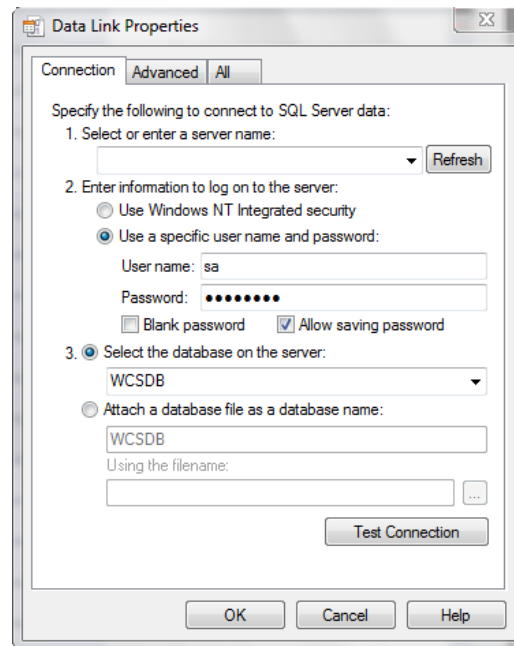 Data Link Properties
Connection Advanced All
Specify the following to connect to SQL Server data:
1. Select or enter a server name:
Refresh
2. Enter information to log on to the server:
Use Windows NT Integrated security
Use a specific user name and password:
User name: sa
Password: ●●●●●●●●
Blank password Allow saving password
3. Select the database on the server:
WCSDB
Attach a database file as a database name:
WCSDB
Using the filename:
...
Test Connection
OK Cancel Help